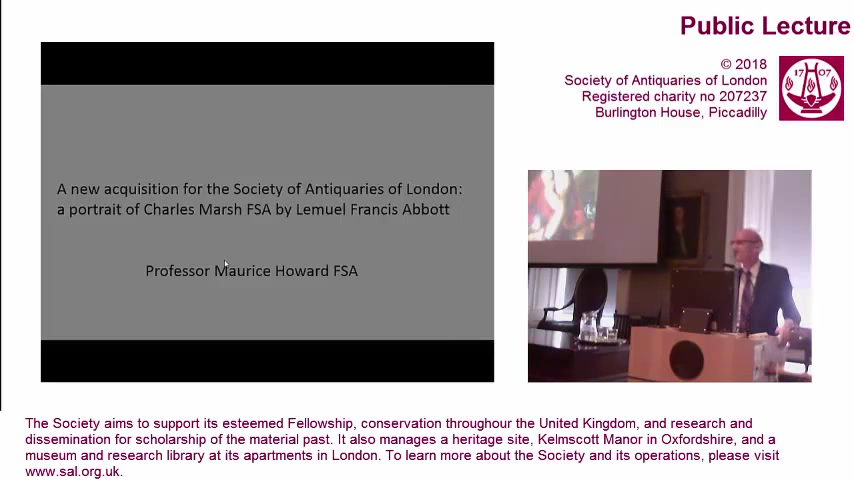 Public Lecture
© 2018
Society of Antiquaries of London
Registered charity no 207237
Burlington House, Piccadilly
17 07
A new acquisition for the Society of Antiquaries of London:
a portrait of Charles Marsh FSA by Lemuel Francis Abbott
Professor Maurice Howard FSA
The Society aims to support its esteemed Fellowship, conservation throughour the United Kingdom, and research and
dissemination for scholarship of the material past. It also manages a heritage site, Kelmscott Manor in Oxfordshire, and a
museum and research library at its apartments in London. To learn more about the Society and its operations, please visit
www.sal.org.uk.